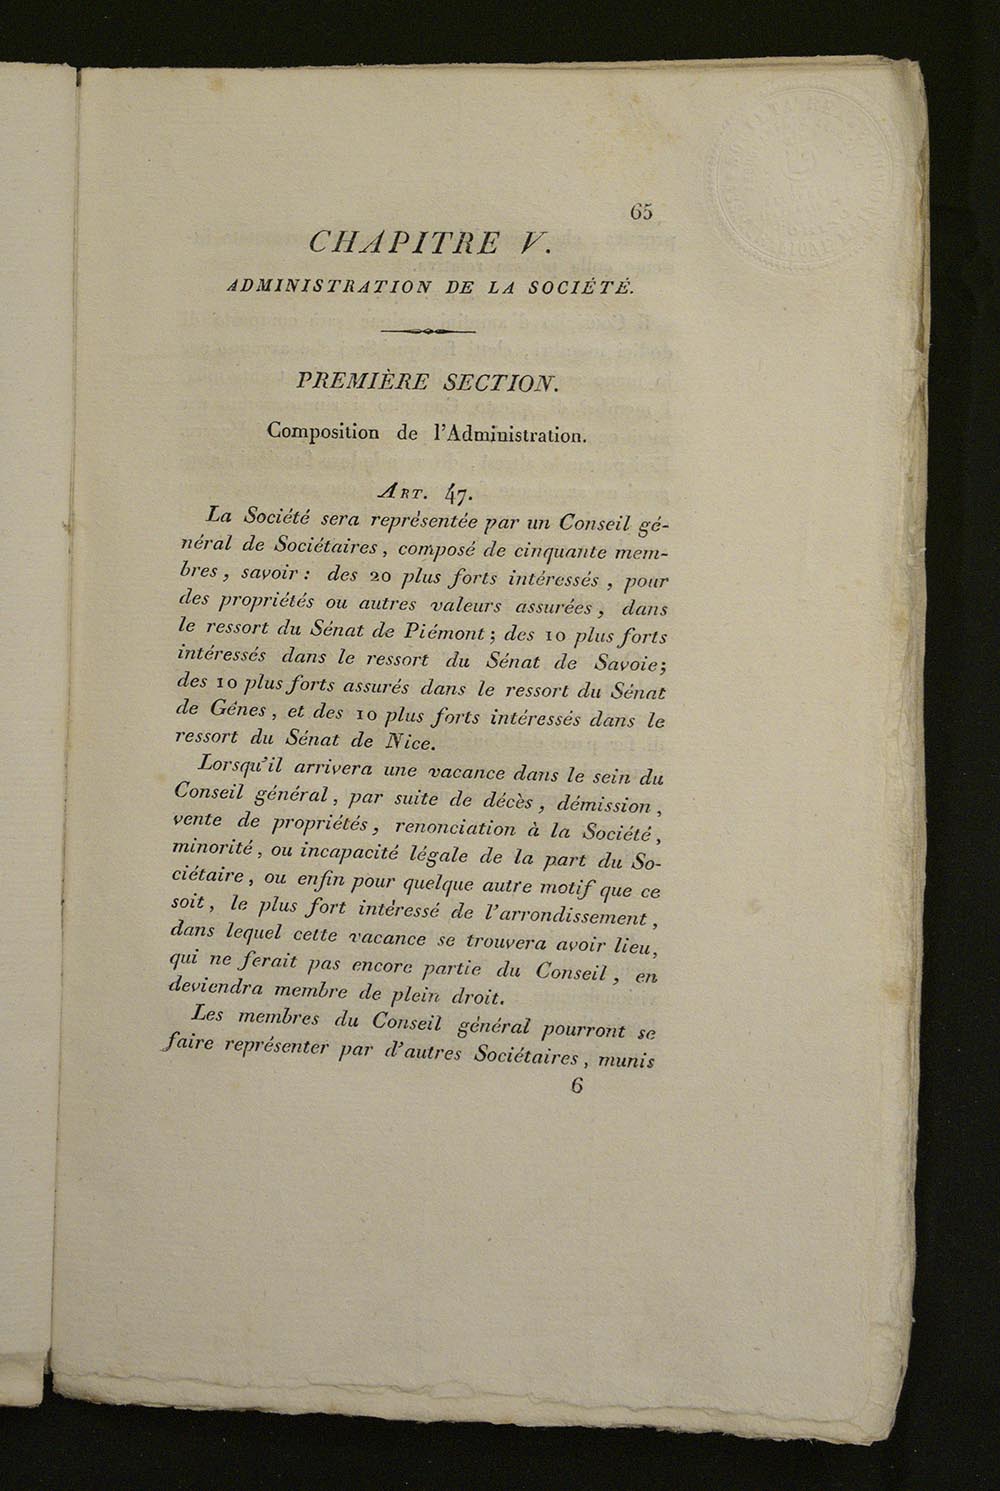 65
CHAPITRE V.
ADMINISTRATION DE LA SOCIÉTÉ.
PREMIÈRE SECTION.
Composition de l'Administration.
ART. 47.
La Société sera représentée par un Conseil gé-
néral de Sociétaires, composé de cinquante mem-
bres, savoir: des 20 plus forts intéressés, pour
des propriétés ou autres valeurs assurées, dans
le ressort du Sénat de Piémont; des 10 plus forts
intéressés dans le ressort du Sénat de Savoie;
des 10 plus forts assurés dans le ressort du Sénat
de Génes, et des 10 plus forts intéressés dans le
ressort du Sénat de Nice.
Lorsqu'il arrivera une vacance dans le sein du
Conseil général, par suite de décès, démission,
vente de propriétés, renonciation à la Société,
minorité, ou incapacité légale de la part du So-
ciétaire, ou enfin pour quelque autre motif que ce
soit, le plus fort intéressé de l'arrondissement,
dans lequel cette vacance se trouvera avoir lieu,
qui ne ferait pas encore partie du Conseil, en
deviendra membre de plein droit.
Les membres du Conseil général pourront se
faire représenter par d'autres Sociétaires, munis
6